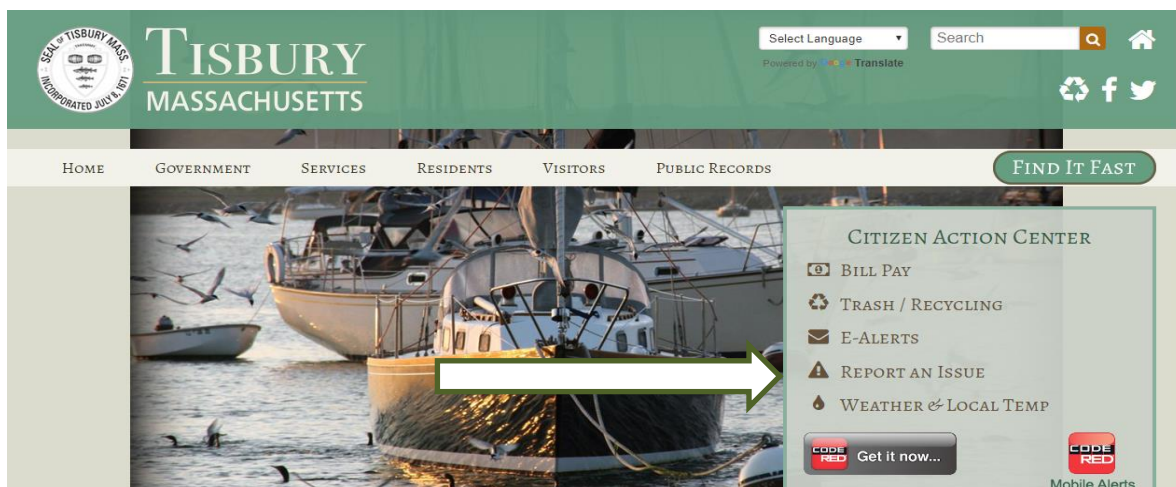 SEAL OF TISBURY MASS.
INCORPORATED JULY 8, 1671
TISBURY
MASSACHUSETTS
Select Language
Search
Powered by Google Translate
HOME GOVERNMENT SERVICES RESIDENTS VISITORS PUBLIC RECORDS FIND IT FAST
CITIZEN ACTION CENTER
BILL PAY
TRASH / RECYCLING
E-ALERTS
REPORT AN ISSUE
WEATHER & LOCAL TEMP
CODE RED Get it now...
CODE RED
Mobile Alerts